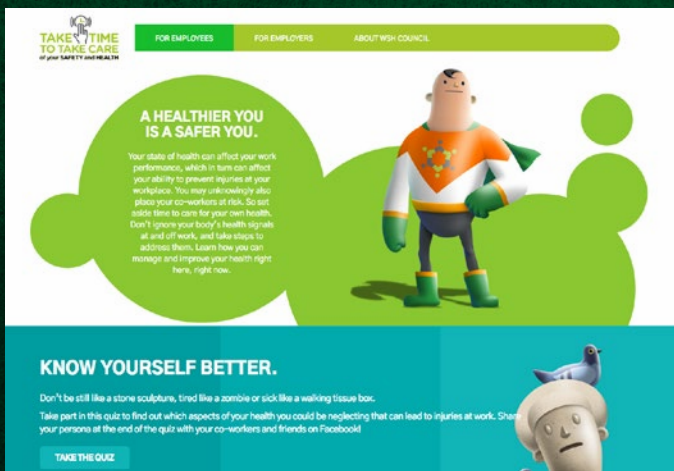 TAKE TIME
TO TAKE CARE
of your SAFETY and HEALTH
FOR EMPLOYEES
FOR EMPLOYERS
ABOUT WSH COUNCIL
A HEALTHIER YOU
IS A SAFER YOU.
Your state of health can affect your work
performance, which in turn can affect
your ability to prevent injuries at your
workplace. You may unknowingly also
place your co-workers at risk. So set
aside time to care for your own health.
Don't ignore your body's health signals
at and off work, and take steps to
address them. Learn how you can
manage and improve your health right
here, right now.
KNOW YOURSELF BETTER.
Don't be still like a stone sculpture, tired like a zombie or sick like a walking tissue box.
Take part in this quiz to find out which aspects of your health you could be neglecting that can lead to injuries at work. Share
your persona at the end of the quiz with your co-workers and friends on Facebook!
TAKE THE QUIZ